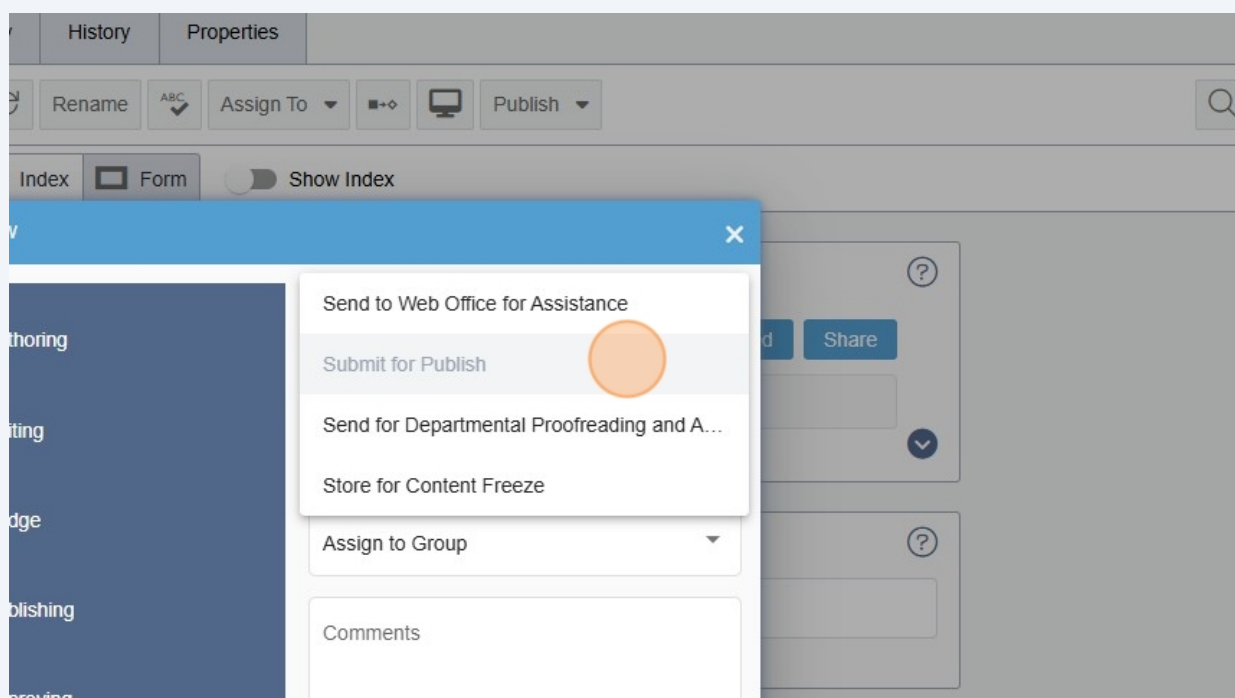 History Properties
Rename ABC Assign To Publish
Index Form Show Index
Send to Web Office for Assistance
Submit for Publish
Send for Departmental Proofreading and A...
Store for Content Freeze
Share
thoring
iting
dge
blishing
Assign to Group
Comments